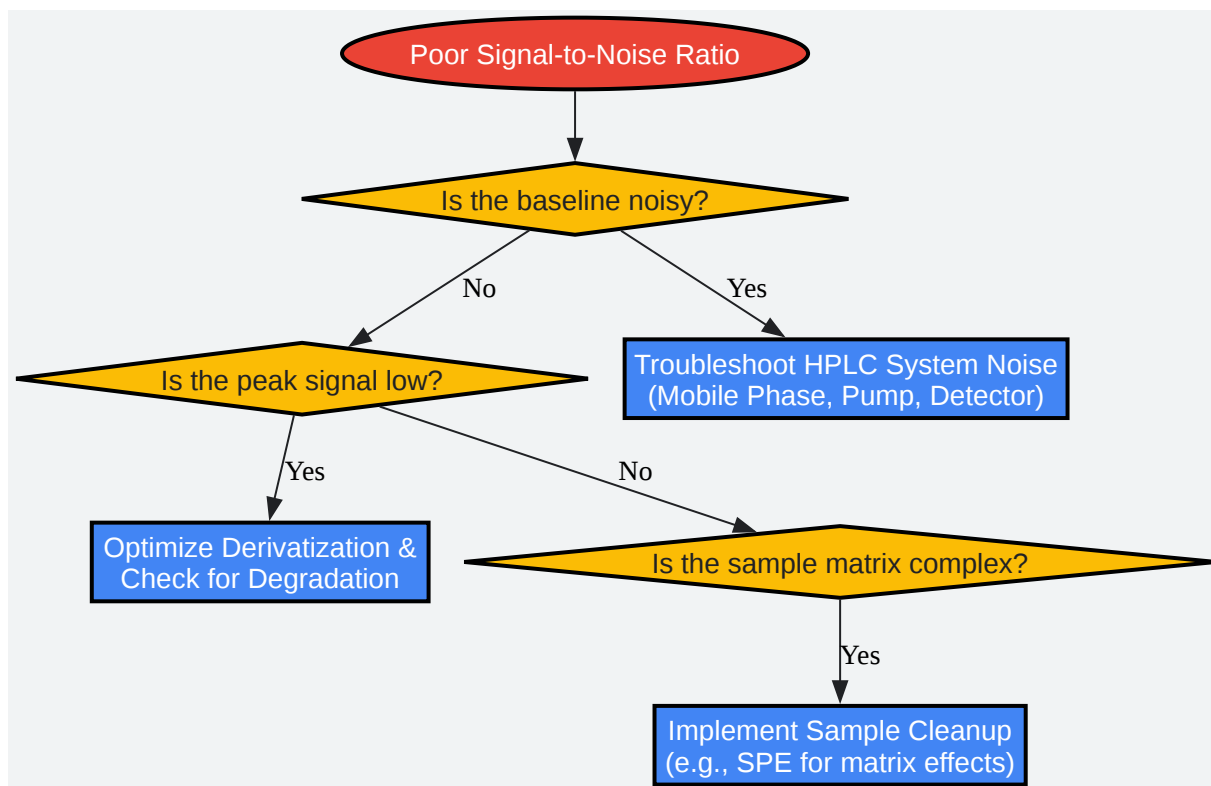 Poor Signal-to-Noise Ratio
Is the baseline noisy?
No
Yes
Troubleshoot HPLC System Noise
(Mobile Phase, Pump, Detector)
Is the peak signal low?
Yes
No
Optimize Derivatization &
Check for Degradation
Is the sample matrix complex?
Yes
Implement Sample Cleanup
(e.g., SPE for matrix effects)